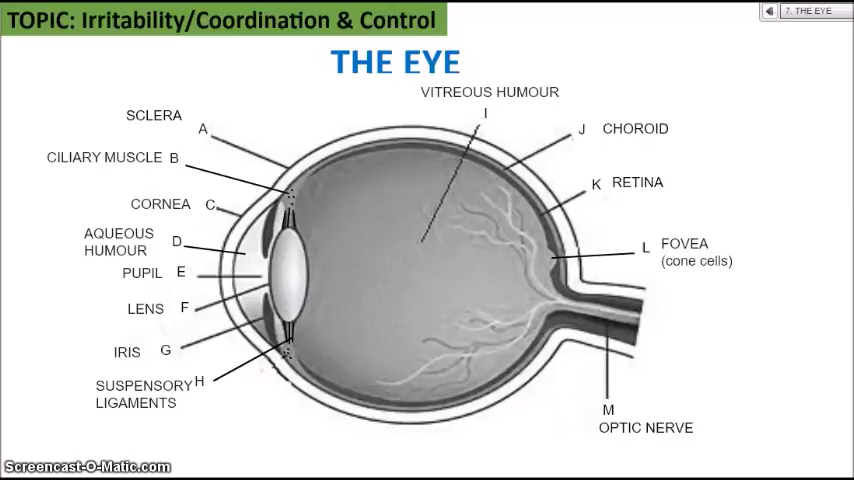 TOPIC: Irritability/Coordination & Control
7. THE EYE
THE EYE
VITREOUS HUMOUR
I
SCLERA
A
J CHOROID
CILIARY MUSCLE B
K RETINA
CORNEA C
AQUEOUS
HUMOUR
D
L FOVEA
(cone cells)
PUPIL E
LENS F
IRIS G
SUSPENSORY H
LIGAMENTS
M
OPTIC NERVE
Screencast-O-Matic.com